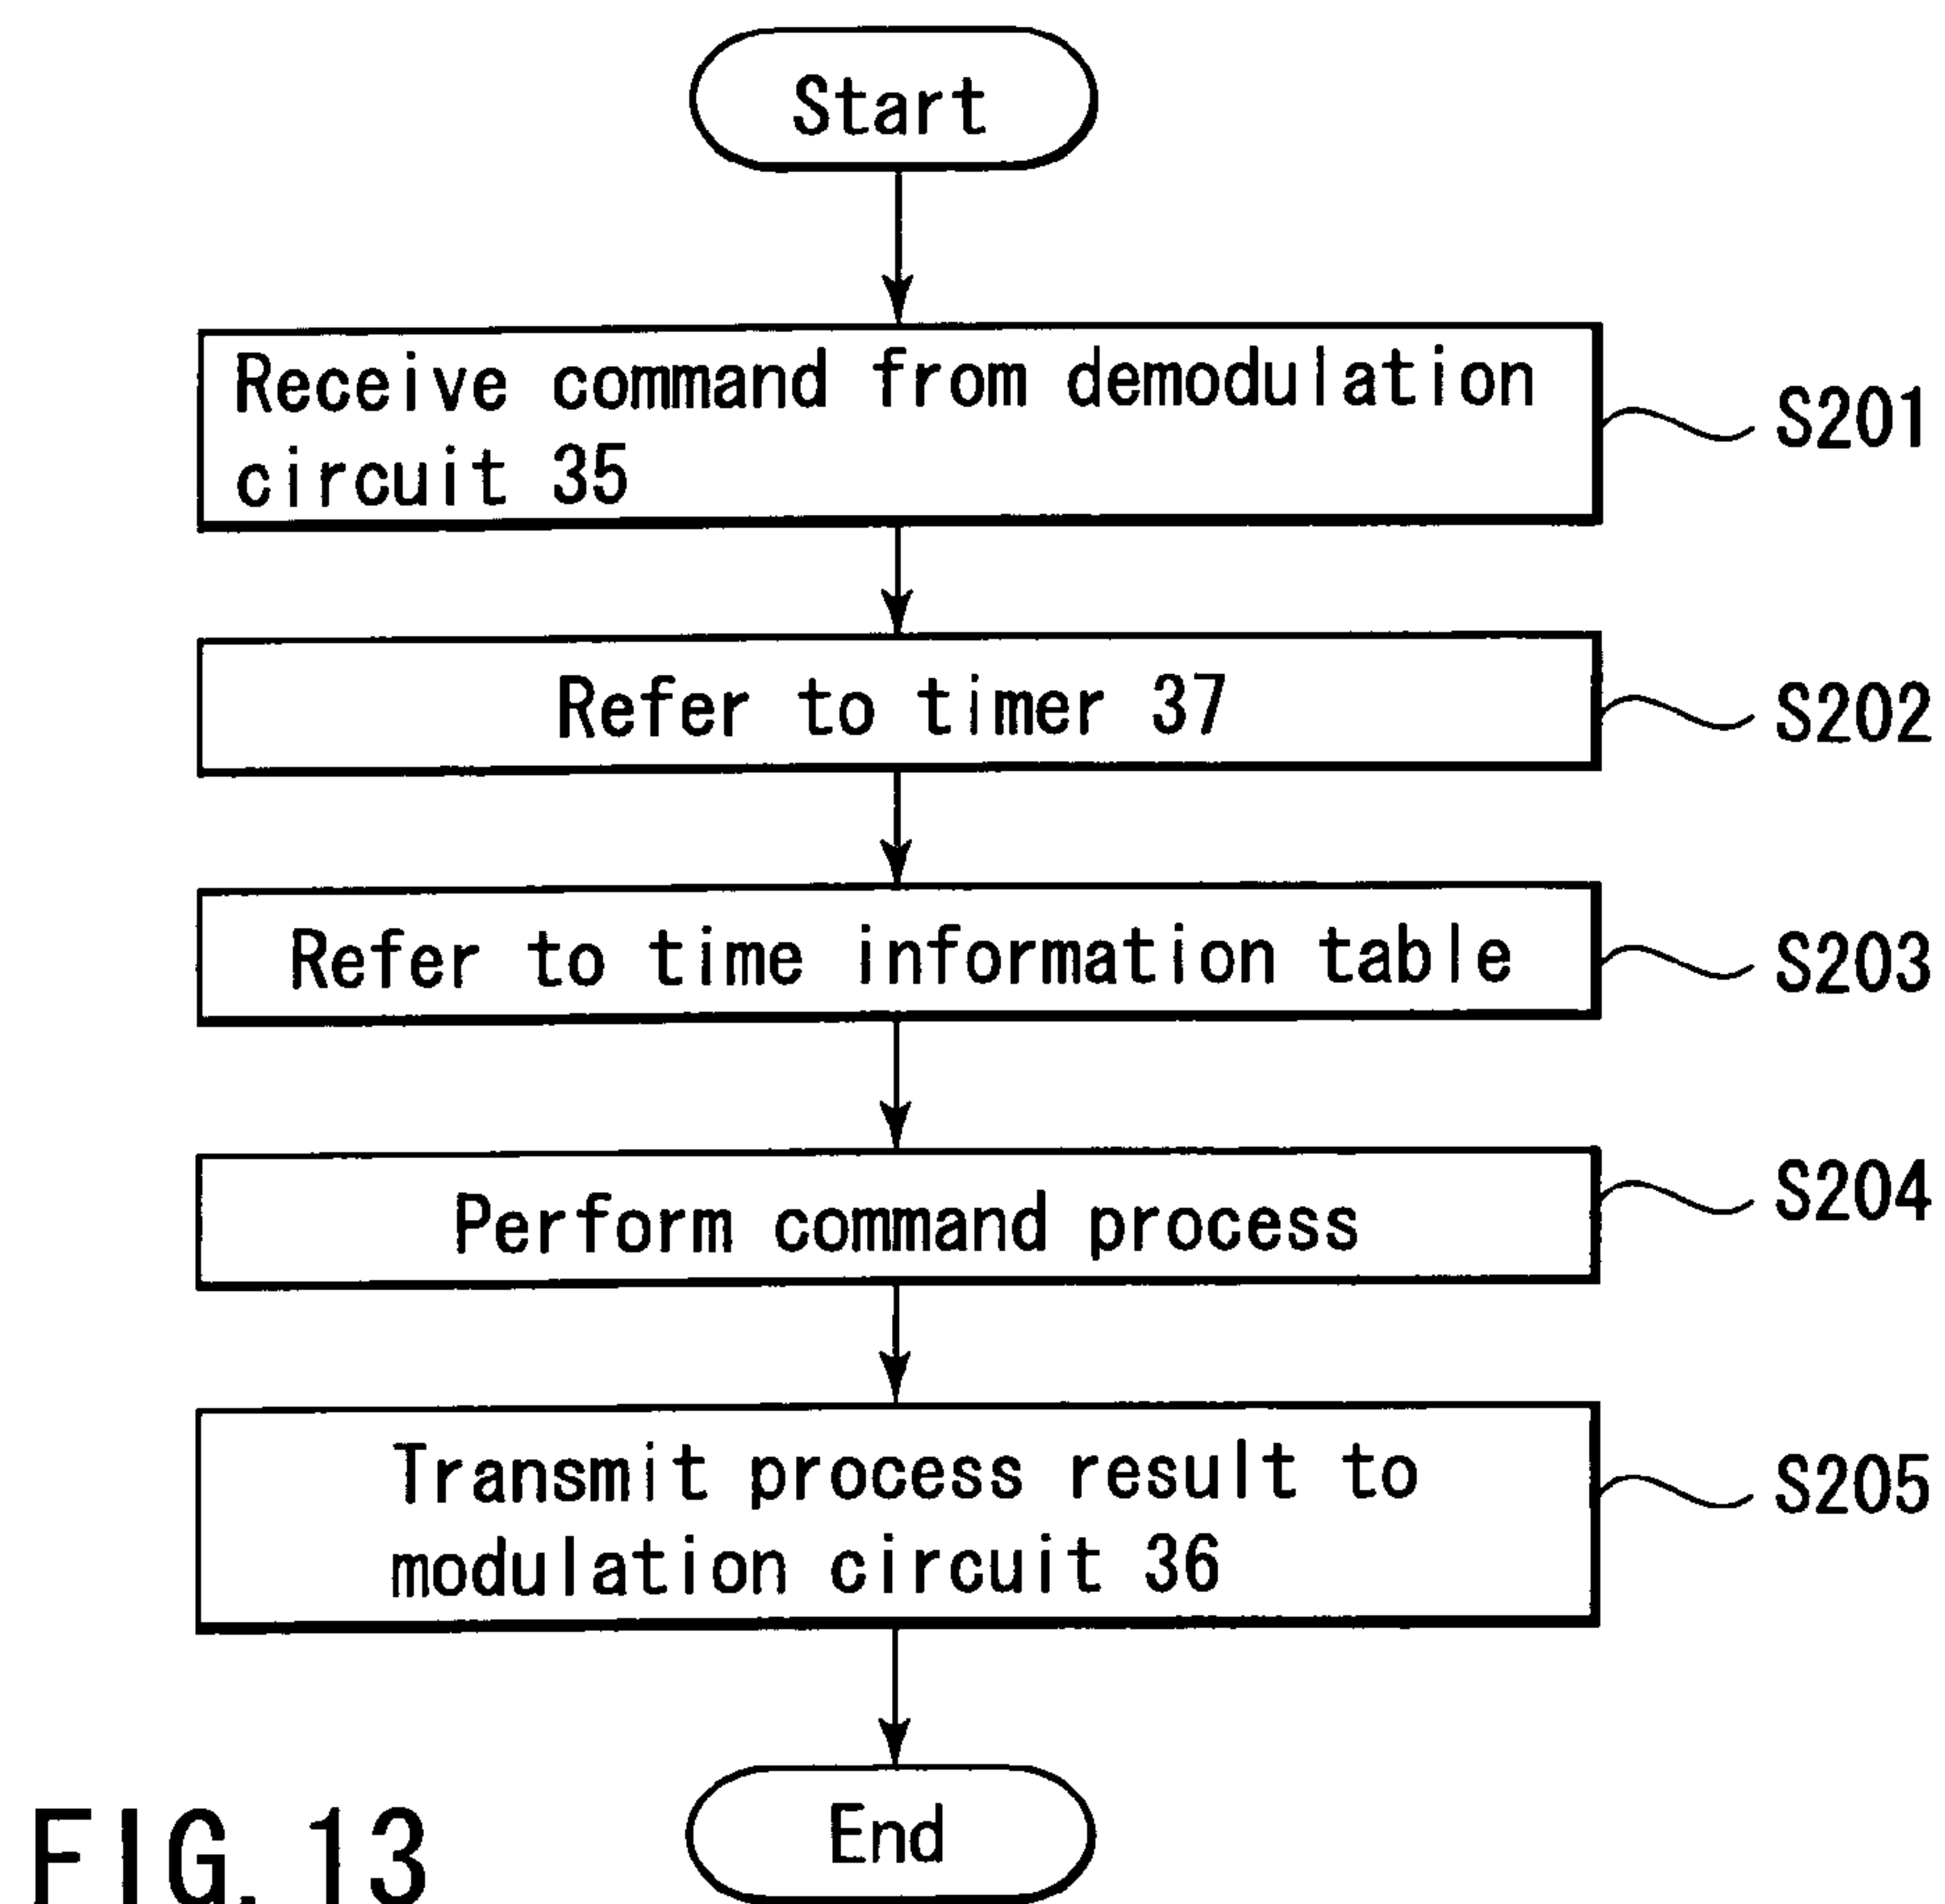 Start
Receive command from demodulation
circuit 35
S201
Refer to timer 37
S202
Refer to time information table
S203
Perform command process
S204
Transmit process result to
modulation circuit 36
S205
End
FIG. 13